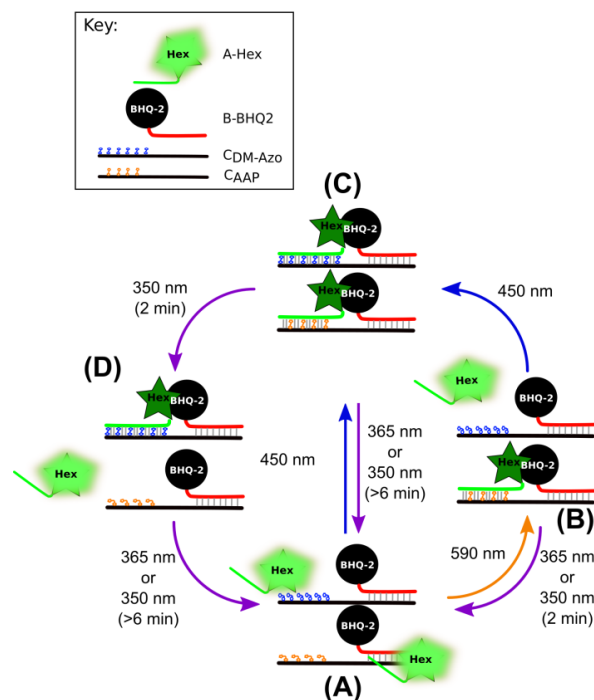 Key:
Hex
A-Hex
BHQ-2
B-BHQ2
CDM-Azo
CAAP
(C)
Hex
BHQ-2
Hex
BHQ-2
350 nm
(2 min)
450 nm
(D)
Hex
BHQ-2
Hex
BHQ-2
Hex
BHQ-2
Hex
BHQ-2
450 nm
365 nm
or
350 nm
(>6 min)
(B)
365 nm
or
350 nm
(>6 min)
590 nm
365 nm
or
350 nm
(2 min)
Hex
BHQ-2
BHQ-2
Hex
(A)